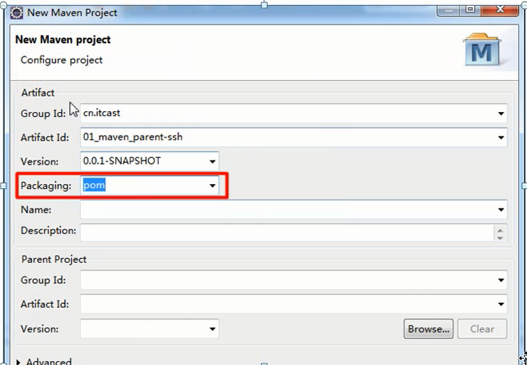 New Maven Project
New Maven project
Configure project
M
Artifact
Group Id: cn.itcast
Artifact Id: 01_maven_parent-ssh
Version: 0.0.1-SNAPSHOT
Packaging: pom
Name:
Description:
Parent Project
Group Id:
Artifact Id:
Version: Browse... Clear
Advanced